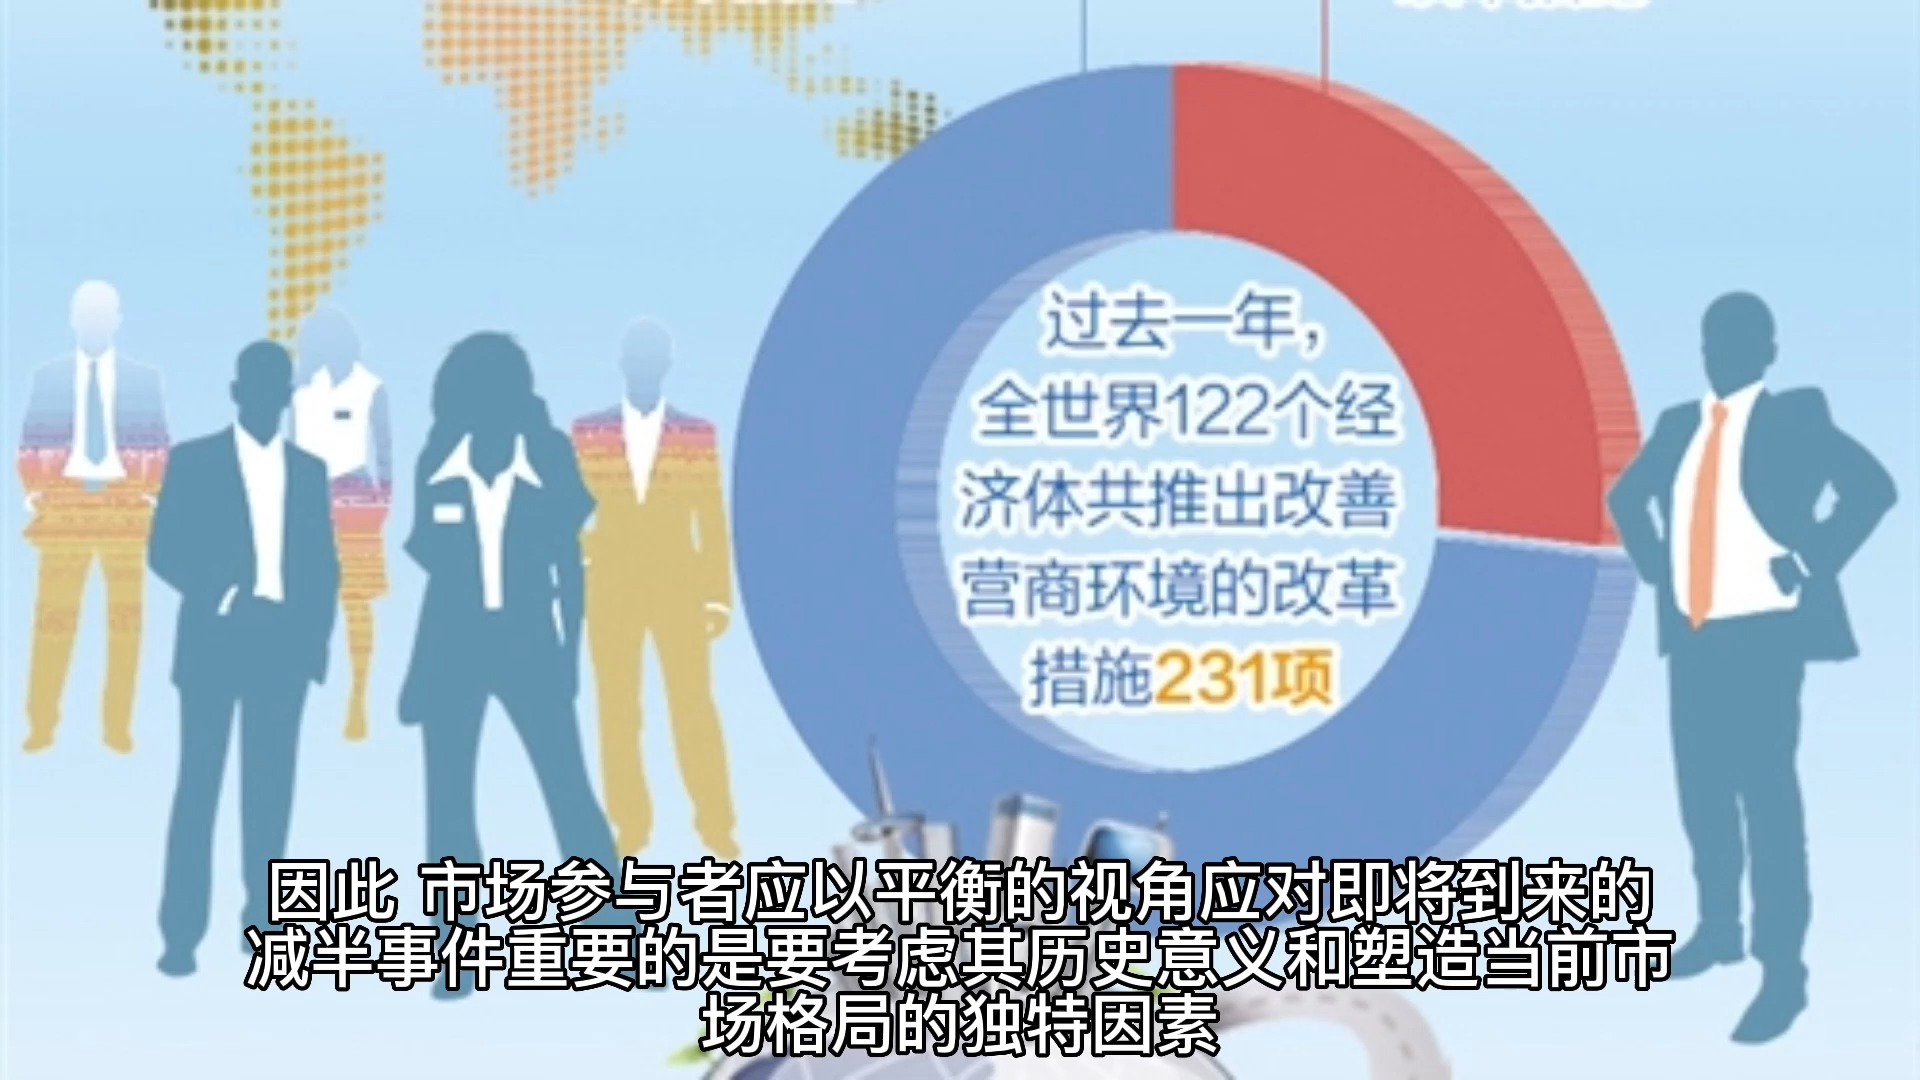 过去一年，
全世界122个经
济体共推出改善
营商环境的改革
措施231项
因此 市场参与者应以平衡的视角应对即将到来的
减半事件重要的是要考虑其历史意义和塑造当前市
场格局的独特因素